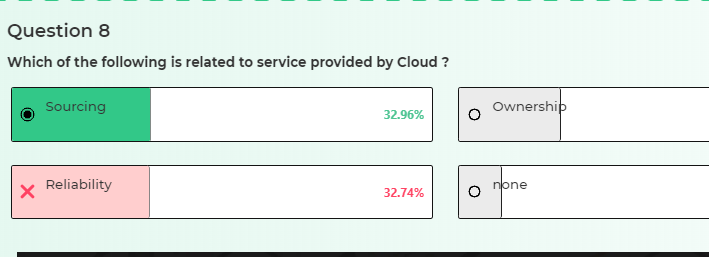 Question 8
Which of the following is related to service provided by Cloud ?
Sourcing
32.96%
Ownership
Reliability
32.74%
none